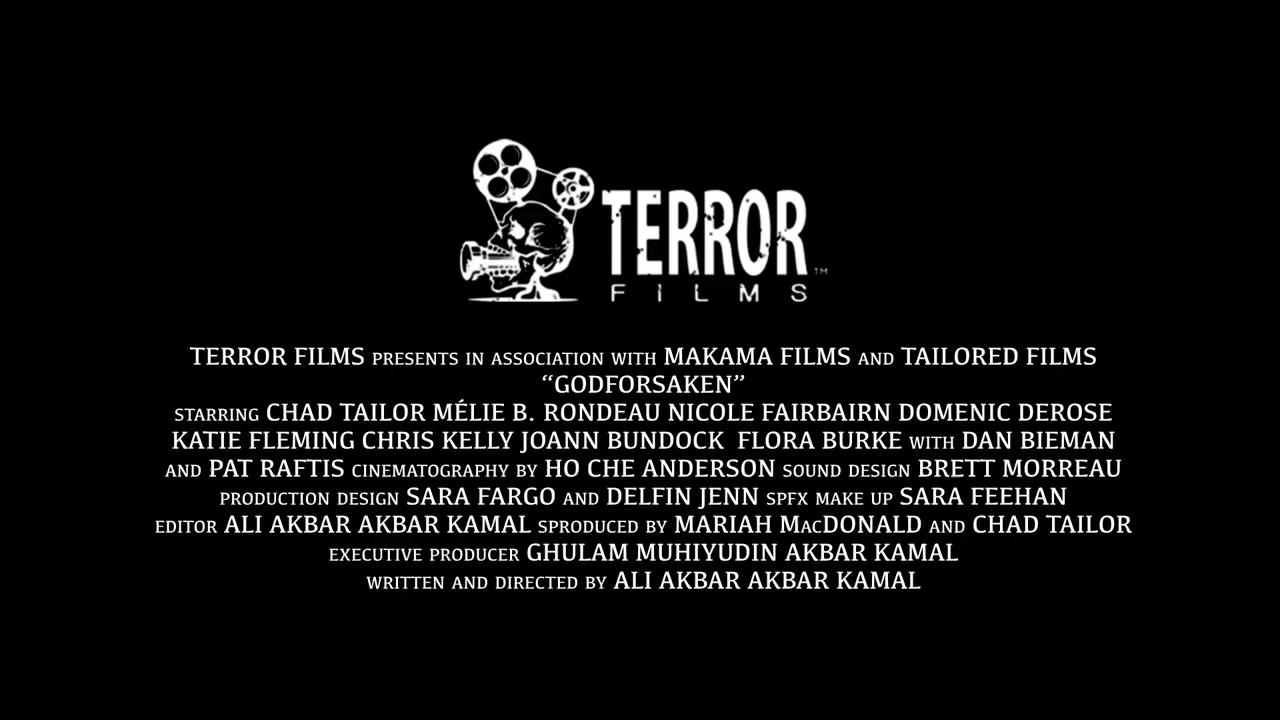 TERROR™
FILMS
TERROR FILMS PRESENTS IN ASSOCIATION WITH MAKAMA FILMS AND TAILORED FILMS
“GODFORSAKEN”
STARRING CHAD TAILOR MÉLIE B. RONDEAU NICOLE FAIRBAIRN DOMENIC DEROSE
KATIE FLEMING CHRIS KELLY JOANN BUNDOCK FLORA BURKE WITH DAN BIEMAN
AND PAT RAFTIS CINEMATOGRAPHY BY HO CHE ANDERSON SOUND DESIGN BRETT MORREAU
PRODUCTION DESIGN SARA FARGO AND DELFIN JENN SPFX MAKE UP SARA FEEHAN
EDITOR ALI AKBAR AKBAR KAMAL SPRODUCED BY MARIAH MACDONALD AND CHAD TAILOR
EXECUTIVE PRODUCER GHULAM MUHIYUDIN AKBAR KAMAL
WRITTEN AND DIRECTED BY ALI AKBAR AKBAR KAMAL